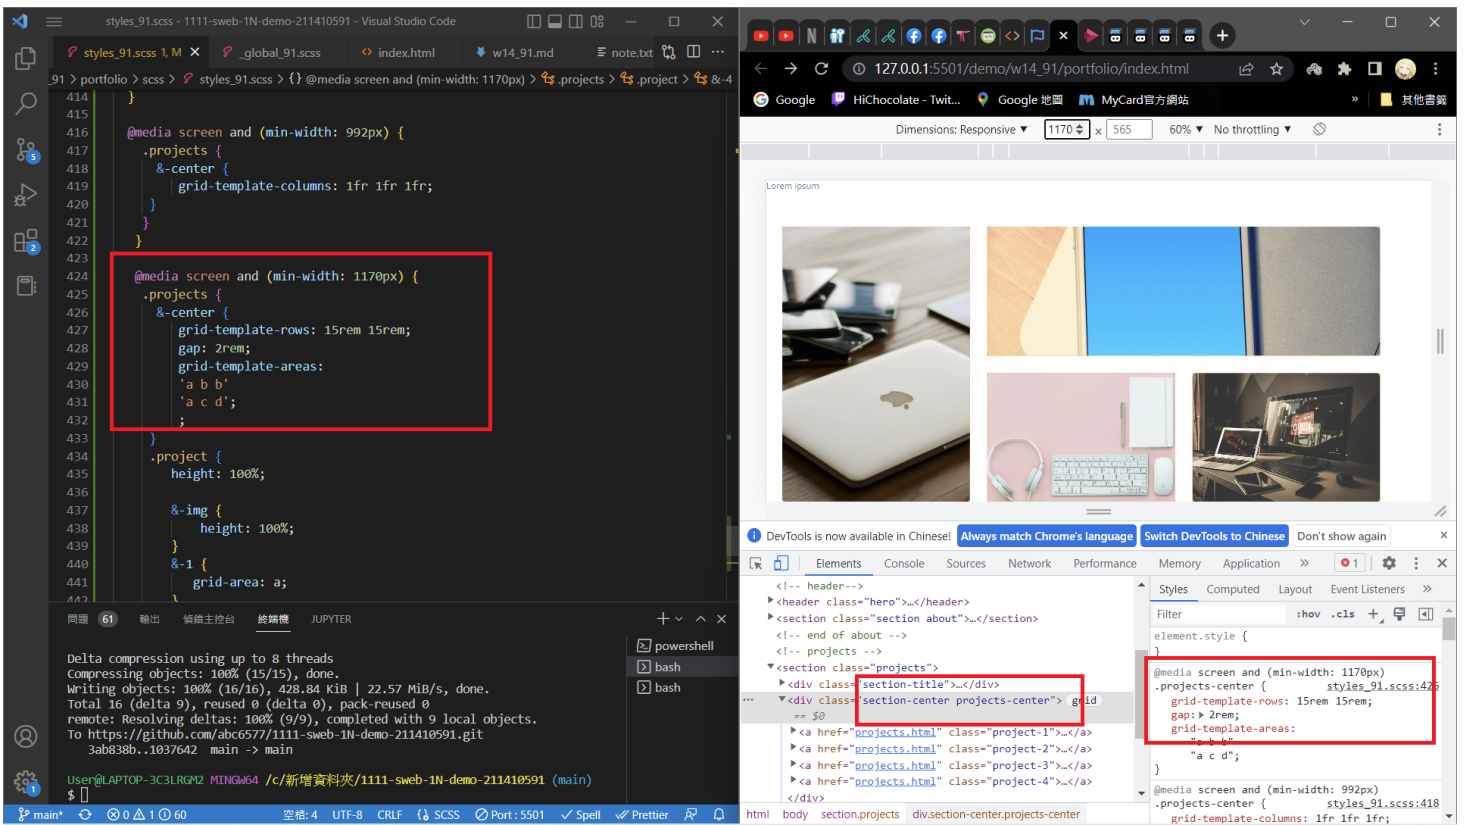 styles_91.scss - 1111-sweb-1N-demo-211410591 - Visual Studio Code
styles_91.scss 1, M
_global_91.scss
index.html
w14_91.md
note.txt
_91 > portfolio > scss > styles_91.scss > {} @media screen and (min-width: 1170px) > .projects > .project > &-4
414 }
415
416 @media screen and (min-width: 992px) {
417 .projects {
418 &-center {
419 grid-template-columns: 1fr 1fr 1fr;
420 }
421 }
422 }
423
424 @media screen and (min-width: 1170px) {
425 .projects {
426 &-center {
427 grid-template-rows: 15rem 15rem;
428 gap: 2rem;
429 grid-template-areas:
430 'a b b'
431 'a c d';
432 ;
433 }
434 .project {
435 height: 100%;
436
437 &-img {
438 height: 100%;
439 }
440 &-1 {
441 grid-area: a;
442 }
問題 61 輸出 偵錯主控台 終端機 JUPYTER
powershell
bash
bash
Delta compression using up to 8 threads
Compressing objects: 100% (15/15), done.
Writing objects: 100% (16/16), 428.84 KiB | 22.57 MiB/s, done.
Total 16 (delta 9), reused 0 (delta 0), pack-reused 0
remote: Resolving deltas: 100% (9/9), completed with 9 local objects.
To https://github.com/abc6577/1111-sweb-1N-demo-211410591.git
3ab838b..1037642 main -> main
User@LAPTOP-3C3LRGM2 MINGW64 /c/新增資料夾/1111-sweb-1N-demo-211410591 (main)
$
5
2
1
main* 0 1 60 空格: 4 UTF-8 CRLF {} SCSS Port : 5501 Spell Prettier
127.0.0.1:5501/demo/w14_91/portfolio/index.html
Google HiChocolate - Twit... Google 地圖 MyCard官方網站 » 其他書籤
Dimensions: Responsive ▼ 1170 × 565 60% ▼ No throttling ▼
Lorem ipsum
DevTools is now available in Chinese! Always match Chrome's language Switch DevTools to Chinese Don't show again
Elements Console Sources Network Performance Memory Application » 1
<!-- header-->
<header class="hero">…</header>
<section class="section about">…</section>
<!-- end of about -->
<!-- projects -->
<section class="projects">
<div class="section-title">…</div>
<div class="section-center projects-center"> grid
== $0
<a href="projects.html" class="project-1">…</a>
<a href="projects.html" class="project-2">…</a>
<a href="projects.html" class="project-3">…</a>
<a href="projects.html" class="project-4">…</a>
</div>
html body section.projects div.section-center.projects-center
Styles Computed Layout Event Listeners »
Filter :hov .cls +
element.style {
}
@media screen and (min-width: 1170px)
.projects-center { styles_91.scss:426
grid-template-rows: 15rem 15rem;
gap: 2rem;
grid-template-areas:
"a b b"
"a c d";
}
@media screen and (min-width: 992px)
.projects-center { styles_91.scss:418
grid-template-columns: 1fr 1fr 1fr;